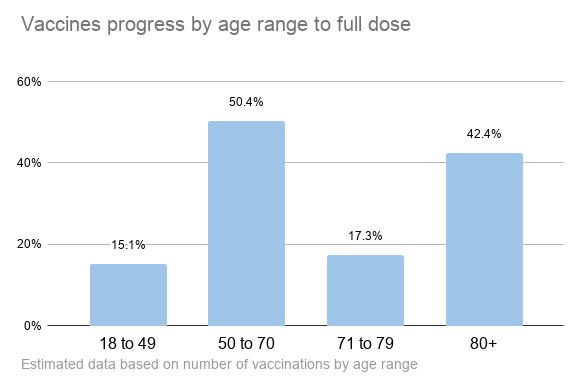 Vaccines progress by age range to full dose
60%
50.4%
42.4%
40%
17.3%
20%
15.1%
0%
18 to 49 50 to 70 71 to 79 80+
Estimated data based on number of vaccinations by age range